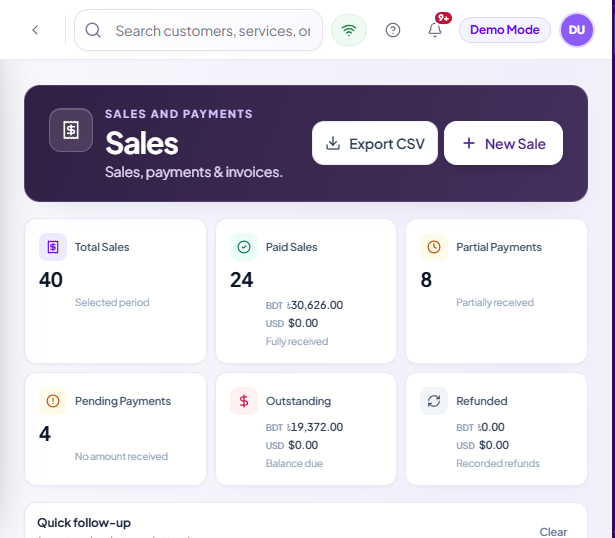 Search customers, services, or
9+
Demo Mode
DU
SALES AND PAYMENTS
Sales
Sales, payments & invoices.
Export CSV
New Sale
Total Sales
40
Selected period
Paid Sales
24
BDT ৳30,626.00
USD $0.00
Fully received
Partial Payments
8
Partially received
Pending Payments
4
No amount received
Outstanding
BDT ৳19,372.00
USD $0.00
Balance due
Refunded
BDT ৳0.00
USD $0.00
Recorded refunds
Quick follow-up
Clear